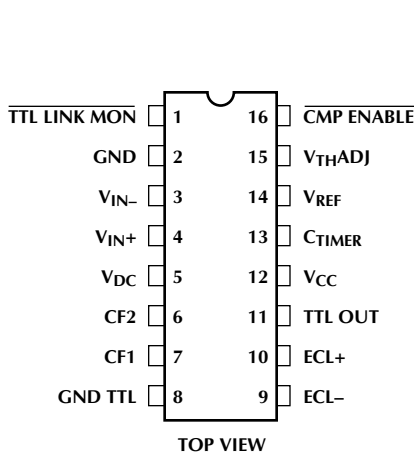 TTL LINK MON 1 16 CMP ENABLE
GND 2 15 VTHADJ
VIN– 3 14 VREF
VIN+ 4 13 CTIMER
VDC 5 12 VCC
CF2 6 11 TTL OUT
CF1 7 10 ECL+
GND TTL 8 9 ECL–
TOP VIEW